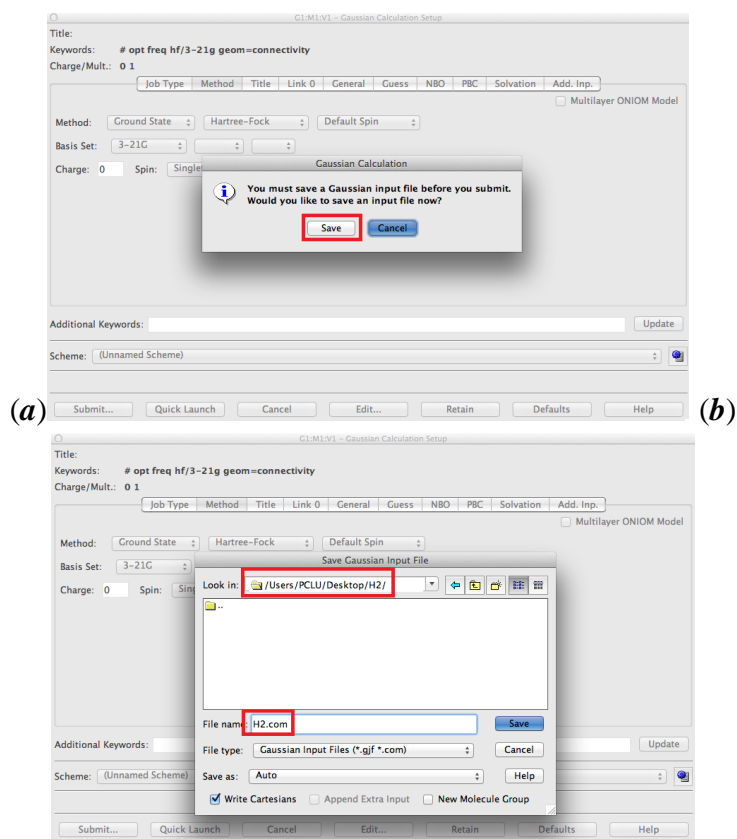 G1:M1:V1 - Gaussian Calculation Setup
Title:
Keywords: # opt freq hf/3-21g geom=connectivity
Charge/Mult.: 0 1
Job Type Method Title Link 0 General Guess NBO PBC Solvation Add. Inp.
Multilayer ONIOM Model
Method: Ground State Hartree-Fock Default Spin
Basis Set: 3-21G
Gaussian Calculation
Charge: 0 Spin:
You must save a Gaussian input file before you submit.
Would you like to save an input file now?
Save Cancel
Additional Keywords: Update
Scheme: (Unnamed Scheme)
(a) Submit... Quick Launch Cancel Edit... Retain Defaults Help (b)
G1:M1:V1 - Gaussian Calculation Setup
Title:
Keywords: # opt freq hf/3-21g geom=connectivity
Charge/Mult.: 0 1
Job Type Method Title Link 0 General Guess NBO PBC Solvation Add. Inp.
Multilayer ONIOM Model
Method: Ground State Hartree-Fock Default Spin
Save Gaussian Input File
Basis Set: 3-21G
Look in: /Users/PCLU/Desktop/H2/
Charge: 0 Spin:
..
File name: H2.com Save
Additional Keywords: Update
File type: Gaussian Input Files (*.gjf *.com) Cancel
Scheme: (Unnamed Scheme)
Save as: Auto Help
Write Cartesians Append Extra Input New Molecule Group
Submit... Quick Launch Cancel Edit... Retain Defaults Help